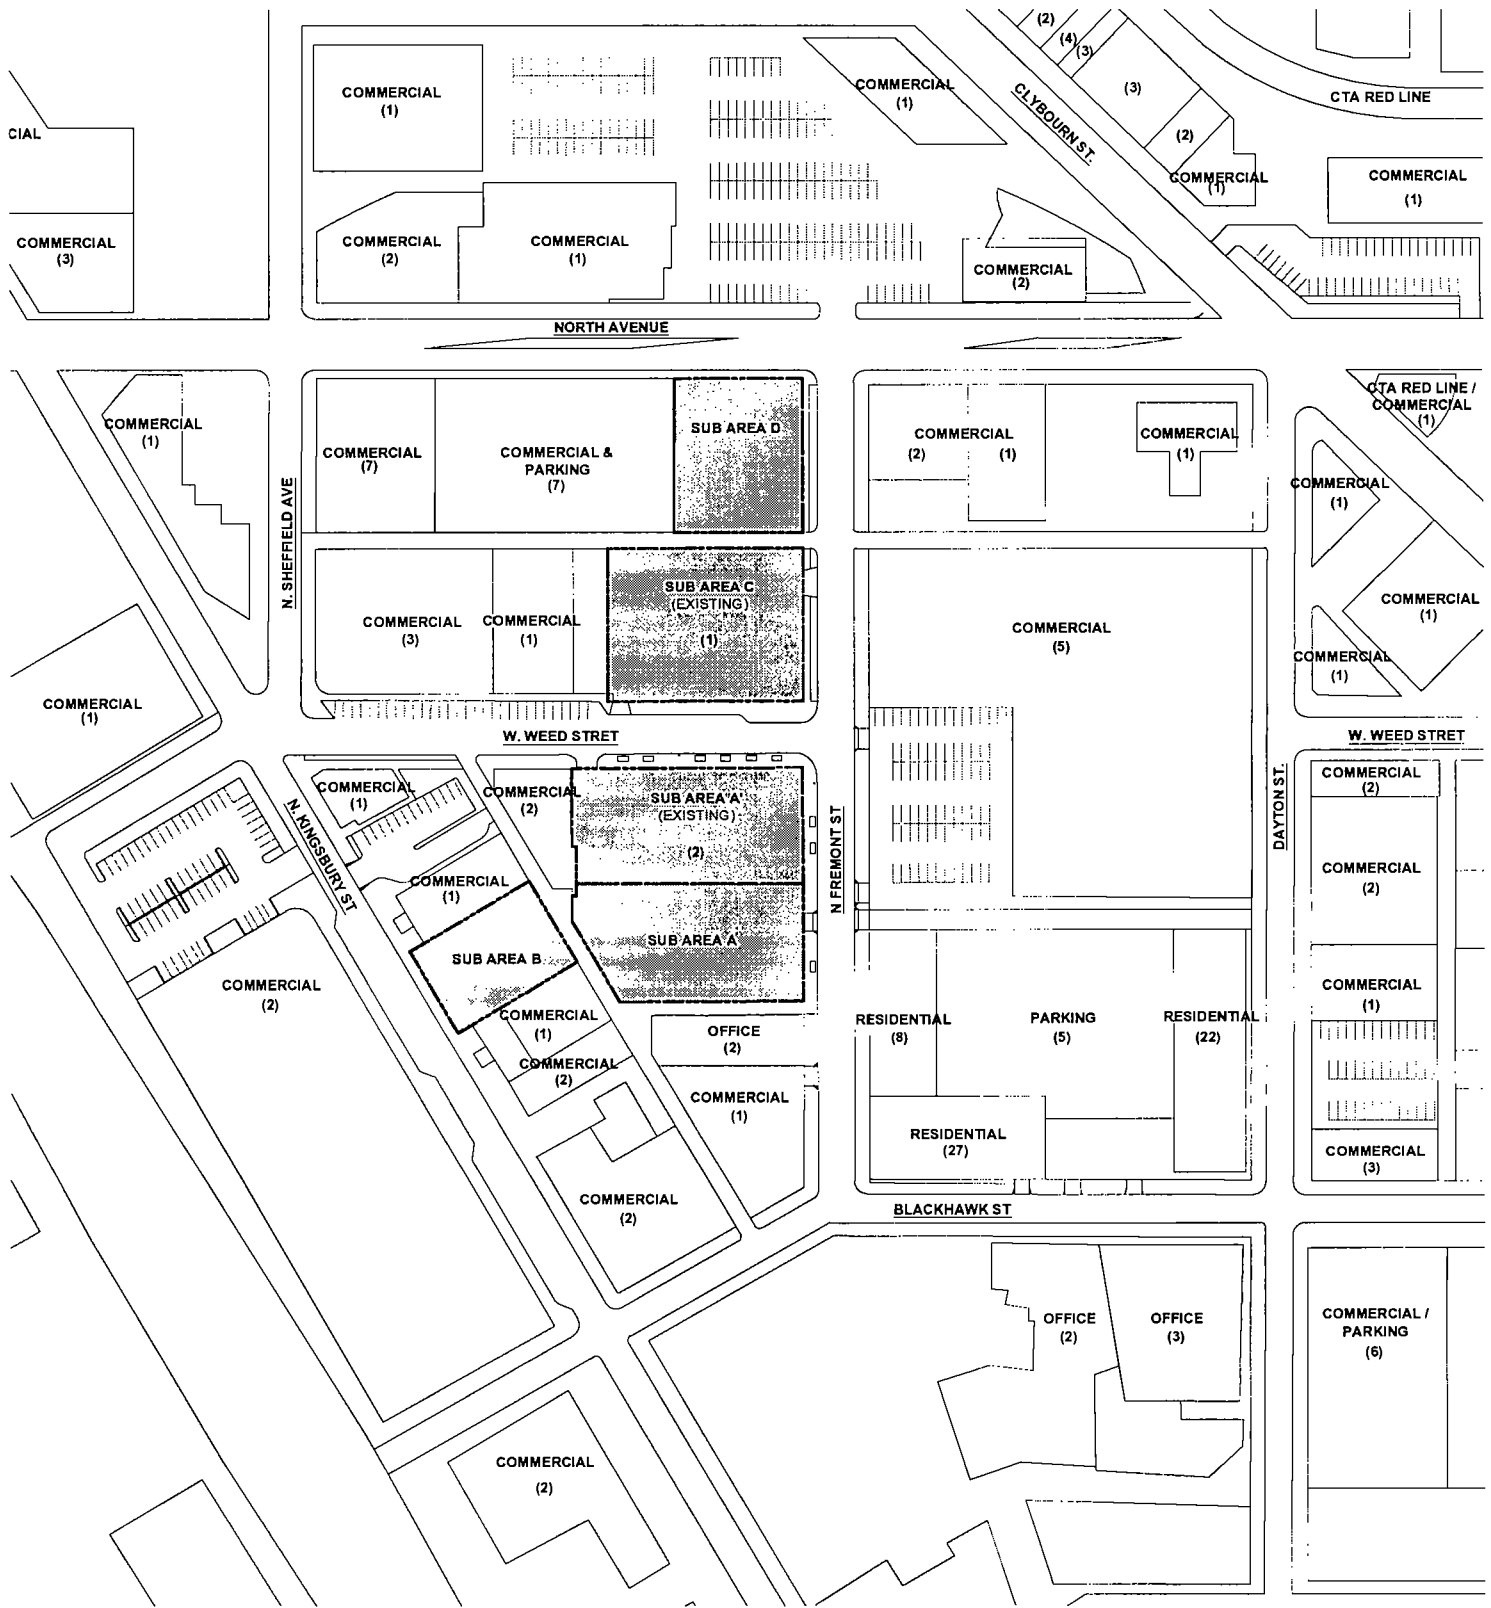 (2)
(4)
(3)
COMMERCIAL
(1)
COMMERCIAL
(1)
CLYBOURN ST.
(3)
CTA RED LINE
CIAL
(2)
COMMERCIAL
(1)
COMMERCIAL
(1)
COMMERCIAL
(3)
COMMERCIAL
(2)
COMMERCIAL
(1)
COMMERCIAL
(2)
NORTH AVENUE
COMMERCIAL
(1)
COMMERCIAL
(7)
COMMERCIAL &
PARKING
(7)
SUB AREA D
COMMERCIAL
(2)
(1)
COMMERCIAL
(1)
CTA RED LINE /
COMMERCIAL
(1)
COMMERCIAL
(1)
N. SHEFFIELD AVE
COMMERCIAL
(3)
COMMERCIAL
(1)
SUB AREA C
(EXISTING)
(1)
COMMERCIAL
(5)
COMMERCIAL
(1)
COMMERCIAL
(1)
COMMERCIAL
(1)
W. WEED STRET
W. WEED STRET
COMMERCIAL
(1)
N. KINGSBURY ST
COMMERCIAL
(2)
SUB AREA 'A'
(EXISTING)
(2)
N FREMONT ST
DAYTON ST.
COMMERCIAL
(2)
COMMERCIAL
(2)
COMMERCIAL
(1)
SUB AREA B
SUB AREA A'
COMMERCIAL
(2)
COMMERCIAL
(1)
COMMERCIAL
(1)
COMMERCIAL
(2)
OFFICE
(2)
RESIDENTIAL
(8)
PARKING
(5)
RESIDENTIAL
(22)
COMMERCIAL
(1)
RESIDENTIAL
(27)
COMMERCIAL
(3)
COMMERCIAL
(2)
BLACKHAWK ST
OFFICE
(2)
OFFICE
(3)
COMMERCIAL /
PARKING
(6)
COMMERCIAL
(2)